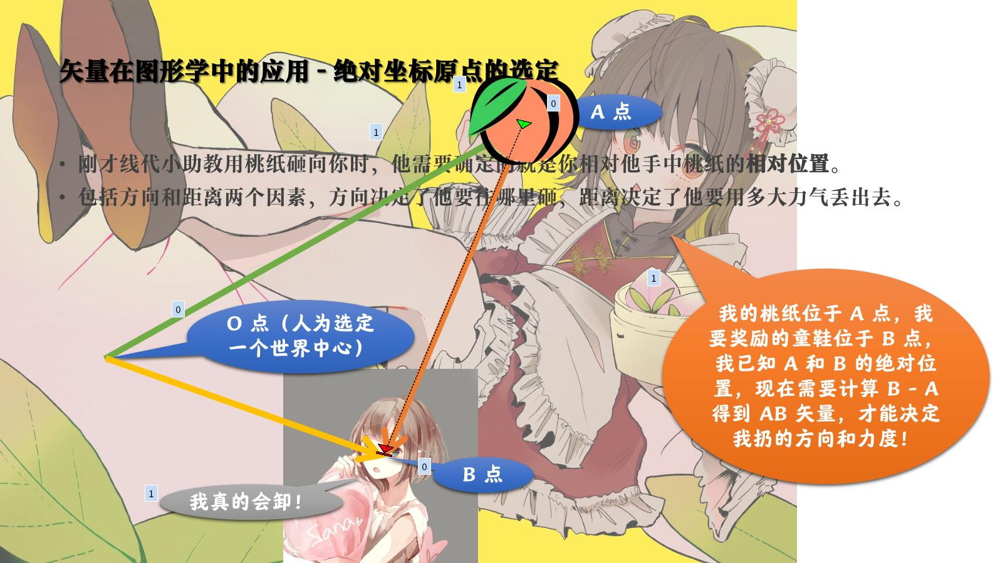 矢量在图形学中的应用 - 绝对坐标原点的选定
1
0
A 点
1
• 刚才线代小助教用桃纸砸向你时，他需要确定的就是你相对他手中桃纸的相对位置。
• 包括方向和距离两个因素，方向决定了他要往哪里砸，距离决定了他要用多大力气丢出去。
1
0
O 点（人为选定
一个世界中心）
我的桃纸位于 A 点，我
要奖励的童鞋位于 B 点，
我已知 A 和 B 的绝对位
置，现在需要计算 B - A
得到 AB 矢量，才能决定
我扔的方向和力度！
0
B 点
1
我真的会卸！
Sana